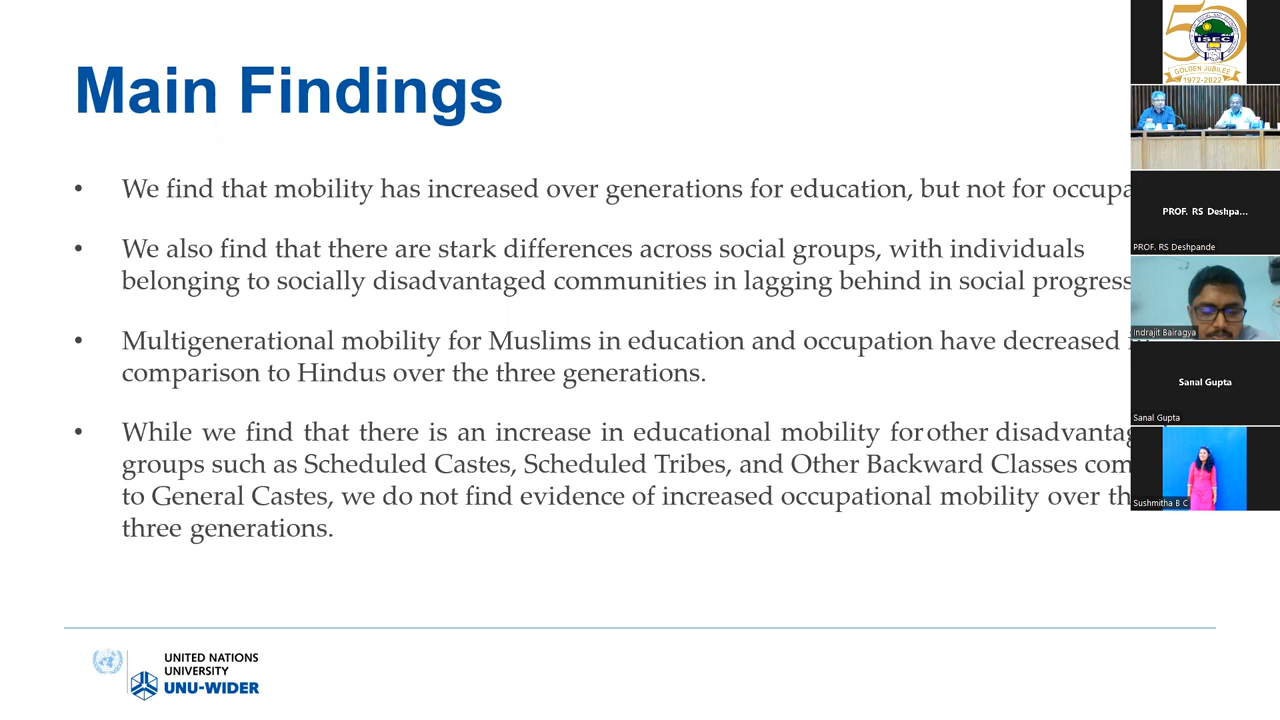 Main Findings
• We find that mobility has increased over generations for education, but not for
• We also find that there are stark differences across social groups, with individuals
belonging to socially disadvantaged communities in lagging behind in social progress
• Multigenerational mobility for Muslims in education and occupation have decreased
comparison to Hindus over the three generations.
• While we find that there is an increase in educational mobility for other
groups such as Scheduled Castes, Scheduled Tribes, and Other Backward Classes
to General Castes, we do not find evidence of increased occupational mobility over
three generations.
UNITED NATIONS
UNIVERSITY
UNU-WIDER
50
ISEC
GOLDEN JUBILEE
1972-2022
PROF. RS Deshpa...
PROF. RS Deshpande
Indrajit Bairagya
Sanal Gupta
Sanal Gupta
Sushmitha B C